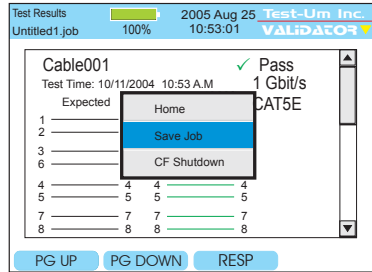 Test Results 2005 Aug 25 Test-Um Inc.
Untitled1.job 100% 10:53:01 VALiDATOR
Cable001 ✓ Pass
Test Time: 10/11/2004 10:53 A.M 1 Gbit/s
Expected CAT5E
Home
Save Job
CF Shutdown
1
2
3
6
4 4 4 4
5 5 5 5
7 7 7 7
8 8 8 8
PG UP PG DOWN RESP